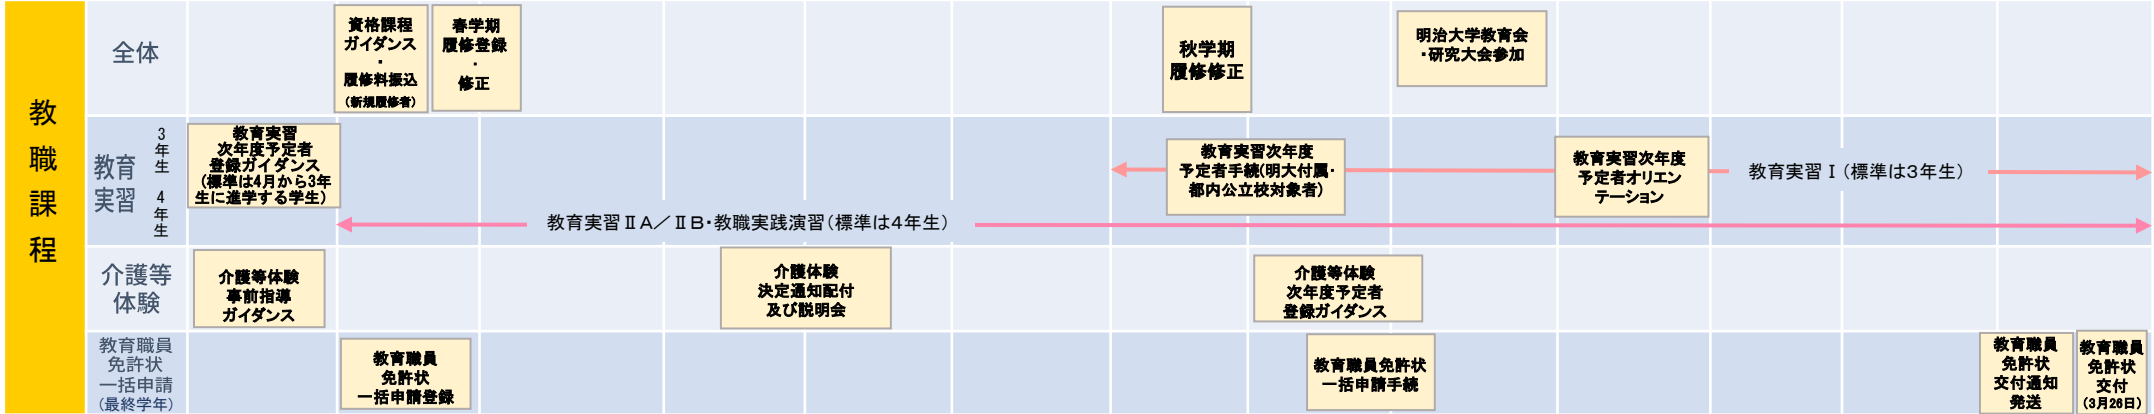 教
職
課
程
全体
資格課程
ガイダンス
・
履修料振込
(新規履修者)
春学期
履修登録
・
修正
秋学期
履修修正
明治大学教育会
・研究大会参加
教育
実習
3
年
生
4
年
生
教育実習
次年度予定者
登録ガイダンス
(標準は4月から3年
生に進学する学生)
教育実習次年度
予定者手続(明大付属・
都内公立校対象者)
教育実習次年度
予定者オリエン
テーション
教育実習Ⅰ(標準は3年生)
教育実習ⅡA/ⅡB・教職実践演習(標準は4年生)
介護等
体験
介護等体験
事前指導
ガイダンス
介護体験
決定通知配付
及び説明会
介護等体験
次年度予定者
登録ガイダンス
教育職員
免許状
一括申請
(最終学年)
教育職員
免許状
一括申請登録
教育職員免許状
一括申請手続
教育職員
免許状
交付通知
発送
教育職員
免許状
交付
(3月26日)